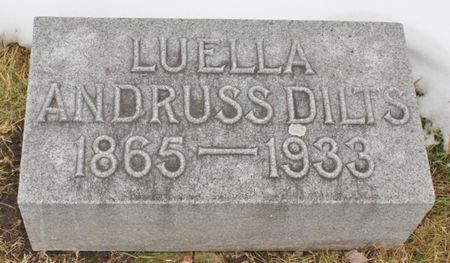 LUELLA
ANDRUSS DILTS
1865 — 1933